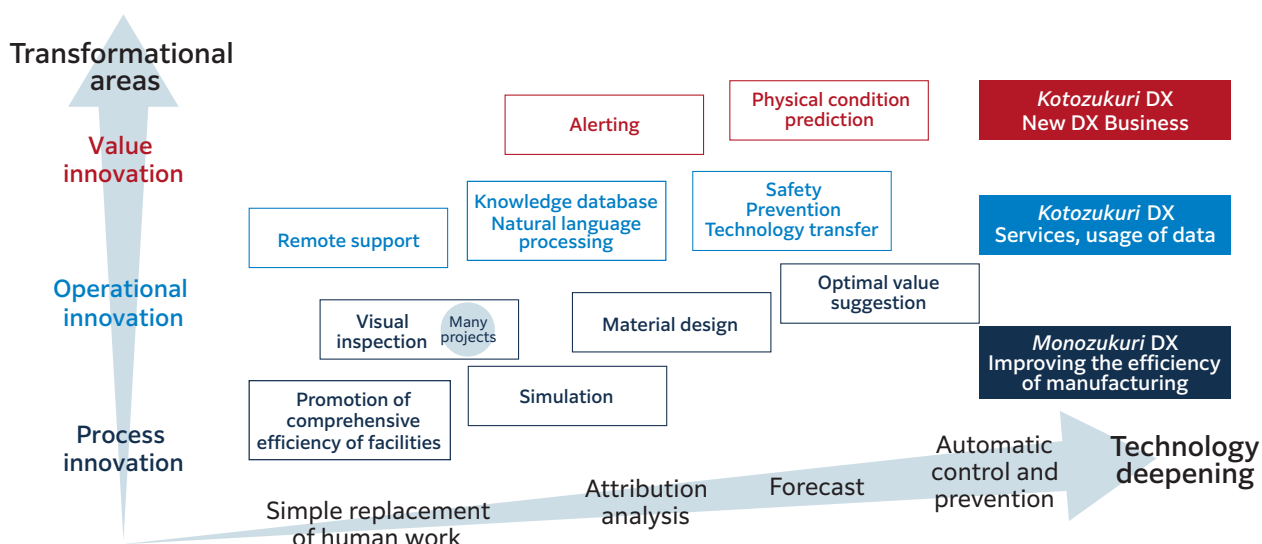 Transformational
areas
Value
innovation
Alerting
Physical condition
prediction
Kotozukuri DX
New DX Business
Operational
innovation
Remote support
Knowledge database
Natural language
processing
Safety
Prevention
Technology transfer
Kotozukuri DX
Services, usage of data
Visual
inspection
Many
projects
Material design
Optimal value
suggestion
Monozukuri DX
Improving the efficiency
of manufacturing
Process
innovation
Promotion of
comprehensive
efficiency of facilities
Simulation
Simple replacement
of human work
Attribution
analysis
Forecast
Automatic
control and
prevention
Technology
deepening